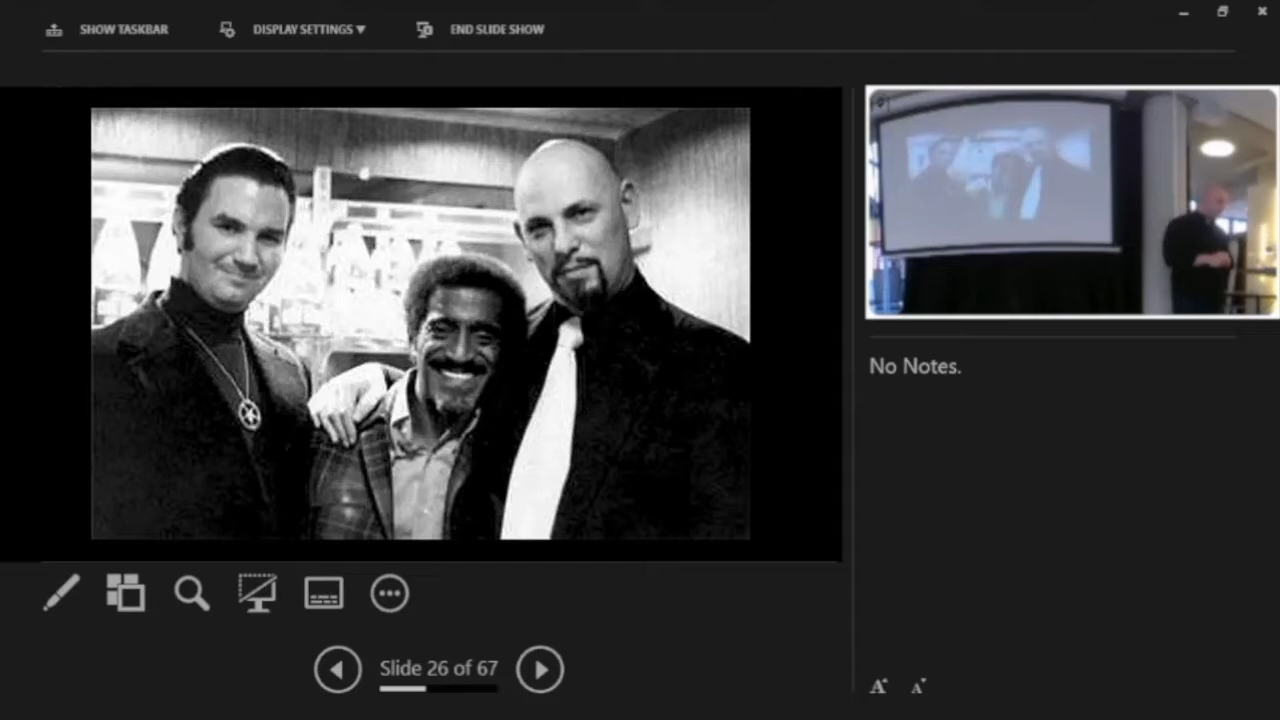 SHOW TASKBAR
DISPLAY SETTINGS ▼
END SLIDE SHOW
No Notes.
Slide 26 of 67
A A